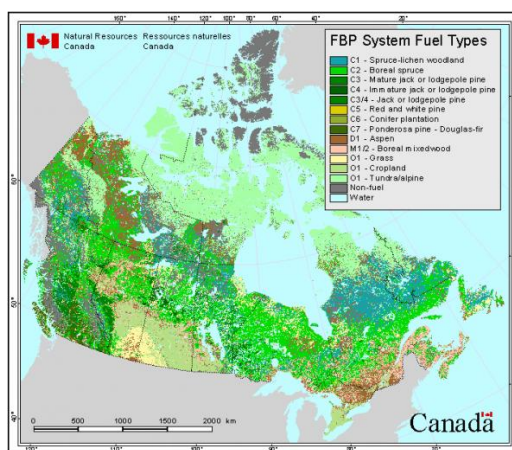 Natural Resources Ressources naturelles
Canada Canada
FBP System Fuel Types
C1 - Spruce-lichen woodland
C2 - Boreal spruce
C3 - Mature jack or lodgepole pine
C4 - Immature jack or lodgepole pine
C3/4 - Jack or lodgepole pine
C5 - Red and white pine
C6 - Conifer plantation
C7 - Ponderosa pine - Douglas-fir
D1 - Aspen
M1/2 - Boreal mixedwood
O1 - Grass
O1 - Cropland
O1 - Tundra/alpine
Non-fuel
Water
60°
50°
40°
0 500 1000 1500 2000 km
Canada